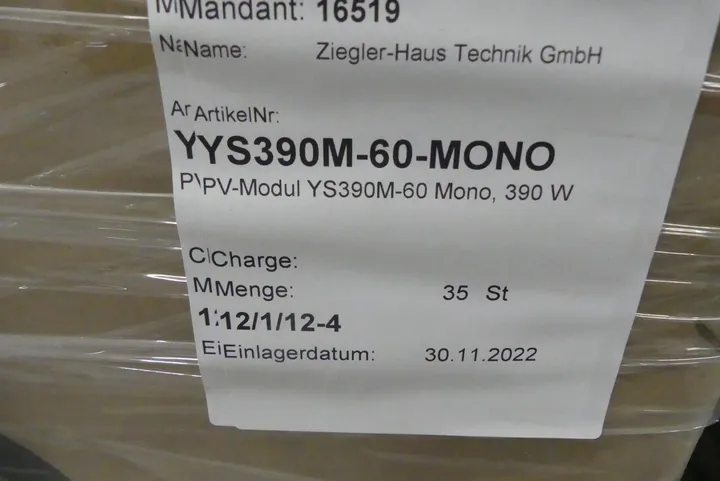 Mandant: 16519
Name: Ziegler-Haus Technik GmbH
ArtikelNr:
YS390M-60-MONO
PV-Modul YS390M-60 Mono, 390 W
Charge:
Menge: 35 St
12/1/12-4
Einlagerdatum: 30.11.2022